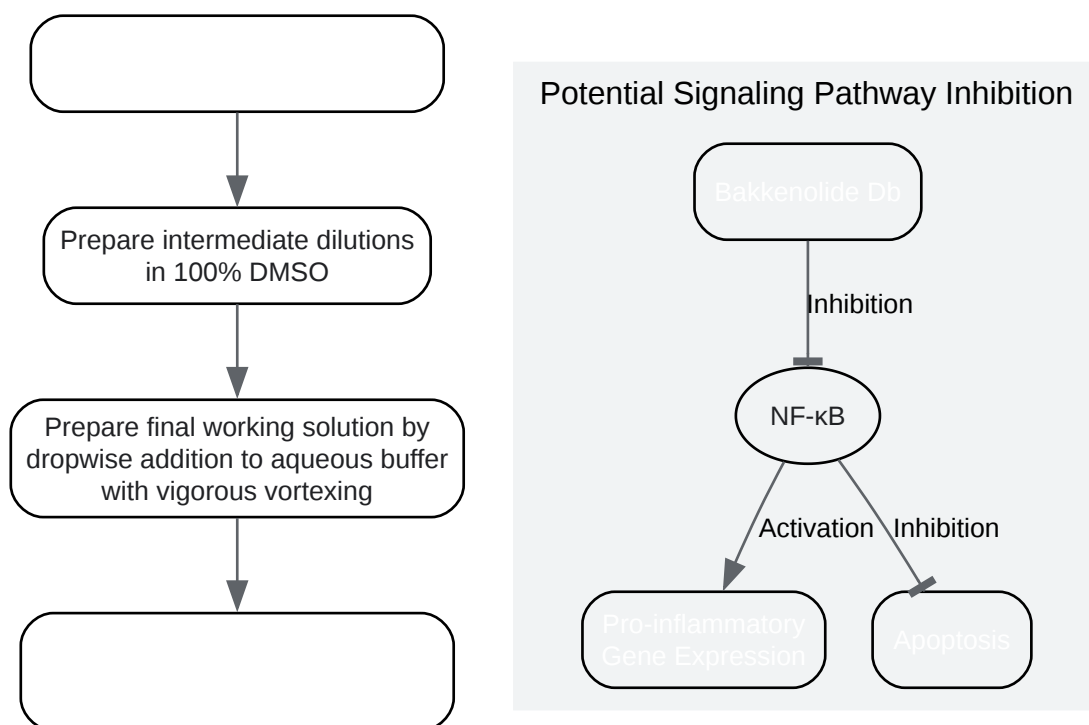 Prepare intermediate dilutions
in 100% DMSO
Prepare final working solution by
dropwise addition to aqueous buffer
with vigorous vortexing
Potential Signaling Pathway Inhibition
Bakkenolide Db
Inhibition
NF-κB
Activation
Inhibition
Pro-inflammatory
Gene Expression
Apoptosis